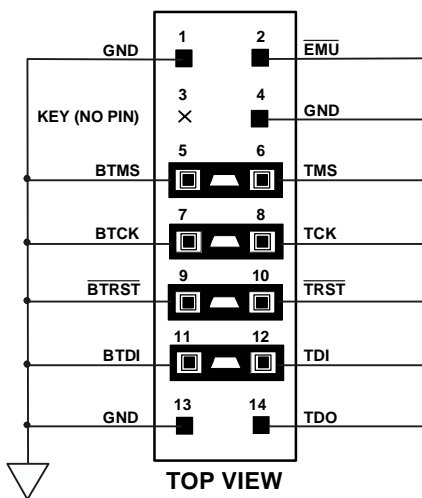 1 2
GND EMU
3 4
KEY (NO PIN) GND
5 6
BTMS TMS
7 8
BTCK TCK
9 10
BTRST TRST
11 12
BTDI TDI
13 14
GND TDO
TOP VIEW